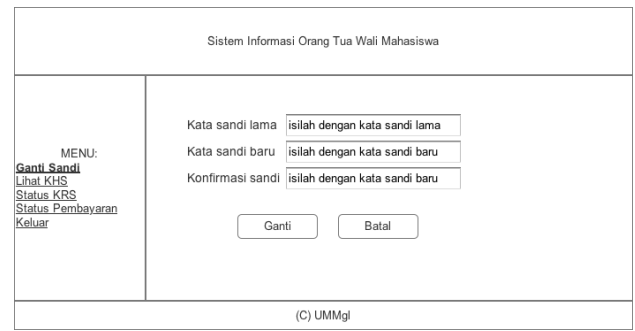 Sistem Informasi Orang Tua Wali Mahasiswa
MENU:
Ganti Sandi
Lihat KHS
Status KRS
Status Pembayaran
Keluar
Kata sandi lama isilah dengan kata sandi lama
Kata sandi baru isilah dengan kata sandi baru
Konfirmasi sandi isilah dengan kata sandi baru
Ganti Batal
(C) UMMgl